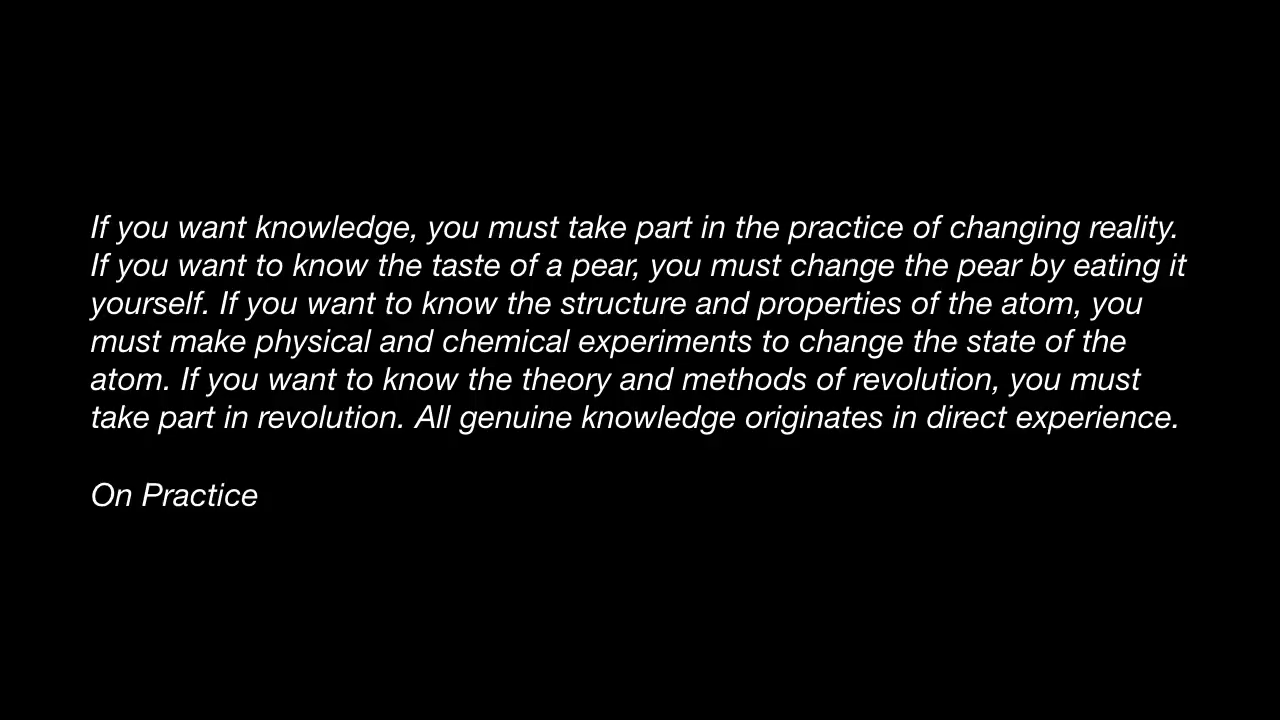 If you want knowledge, you must take part in the practice of changing reality.
If you want to know the taste of a pear, you must change the pear by eating it
yourself. If you want to know the structure and properties of the atom, you
must make physical and chemical experiments to change the state of the
atom. If you want to know the theory and methods of revolution, you must
take part in revolution. All genuine knowledge originates in direct experience.
On Practice